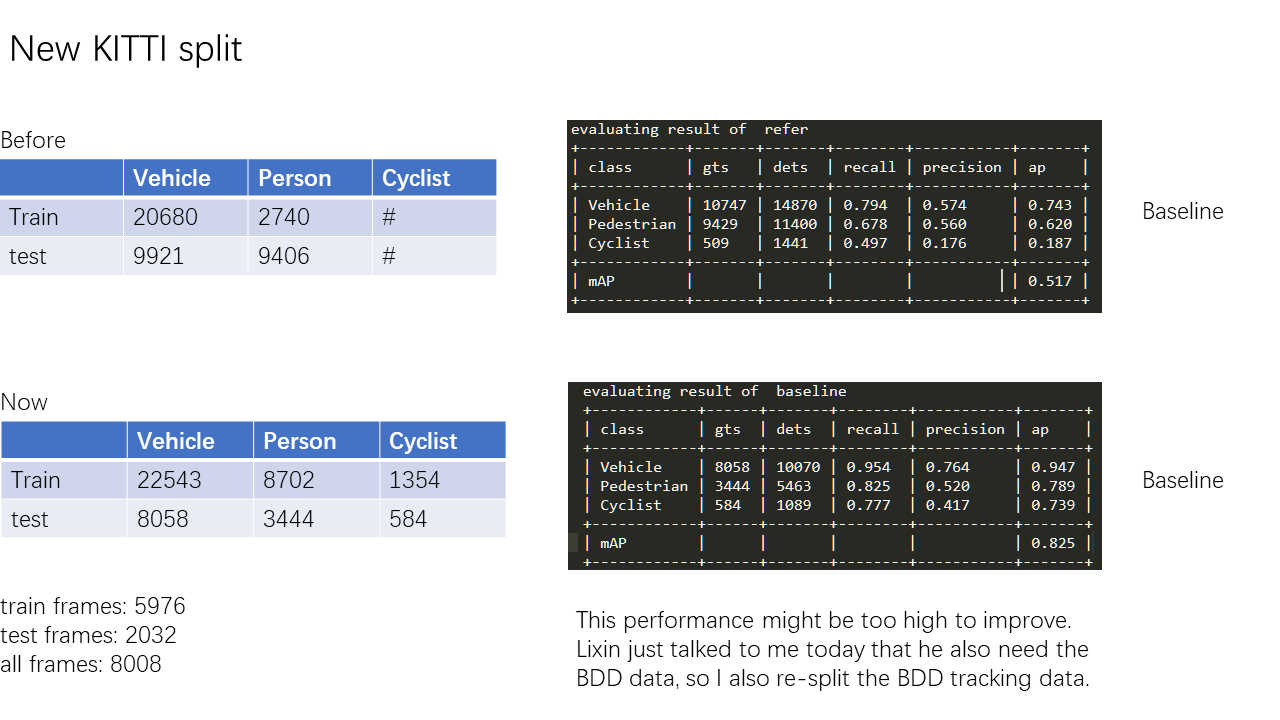 New KITTI split
Before
Vehicle Person Cyclist
Train 20680 2740 #
test 9921 9406 #
evaluating result of  refer
+------------+-------+-------+--------+-----------+-------+
| class | gts | dets | recall | precision | ap |
+------------+-------+-------+--------+-----------+-------+
| Vehicle | 10747 | 14870 | 0.794 | 0.574 | 0.743 |
| Pedestrian | 9429 | 11400 | 0.678 | 0.560 | 0.620 |
| Cyclist | 509 | 1441 | 0.497 | 0.176 | 0.187 |
+------------+-------+-------+--------+-----------+-------+
| mAP | | | | | 0.517 |
+------------+-------+-------+--------+-----------+-------+
Baseline
Now
Vehicle Person Cyclist
Train 22543 8702 1354
test 8058 3444 584
train frames: 5976
test frames: 2032
all frames: 8008
evaluating result of  baseline
+------------+------+-------+--------+-----------+-------+
| class | gts | dets | recall | precision | ap |
+------------+------+-------+--------+-----------+-------+
| Vehicle | 8058 | 10070 | 0.954 | 0.764 | 0.947 |
| Pedestrian | 3444 | 5463 | 0.825 | 0.520 | 0.789 |
| Cyclist | 584 | 1089 | 0.777 | 0.417 | 0.739 |
+------------+------+-------+--------+-----------+-------+
| mAP | | | | | 0.825 |
+------------+------+-------+--------+-----------+-------+
Baseline
This performance might be too high to improve.
Lixin just talked to me today that he also need the
BDD data, so I also re-split the BDD tracking data.